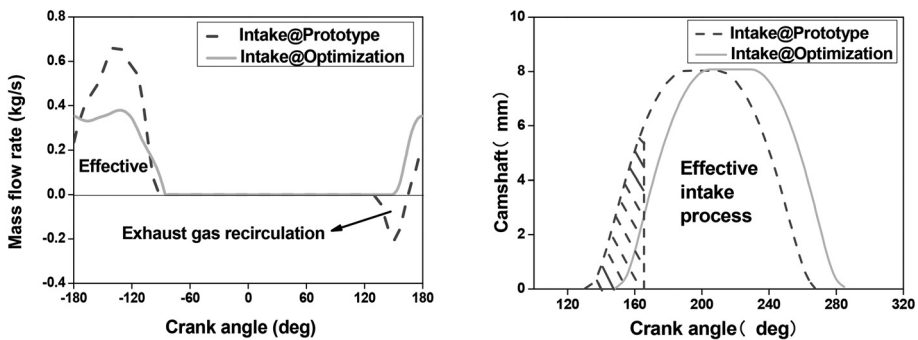 0.8
0.6
0.4
0.2
0.0
-0.2
-0.4
Mass flow rate (kg/s)
Intake@Prototype
Intake@Optimization
Effective
Exhaust gas recirculation
-180
-120
-60
0
60
120
180
Crank angle (deg)
10
8
6
4
2
0
Camshaft( mm)
Intake@Prototype
Intake@Optimization
Effective
intake
process
120
160
200
240
280
320
Crank angle( deg)